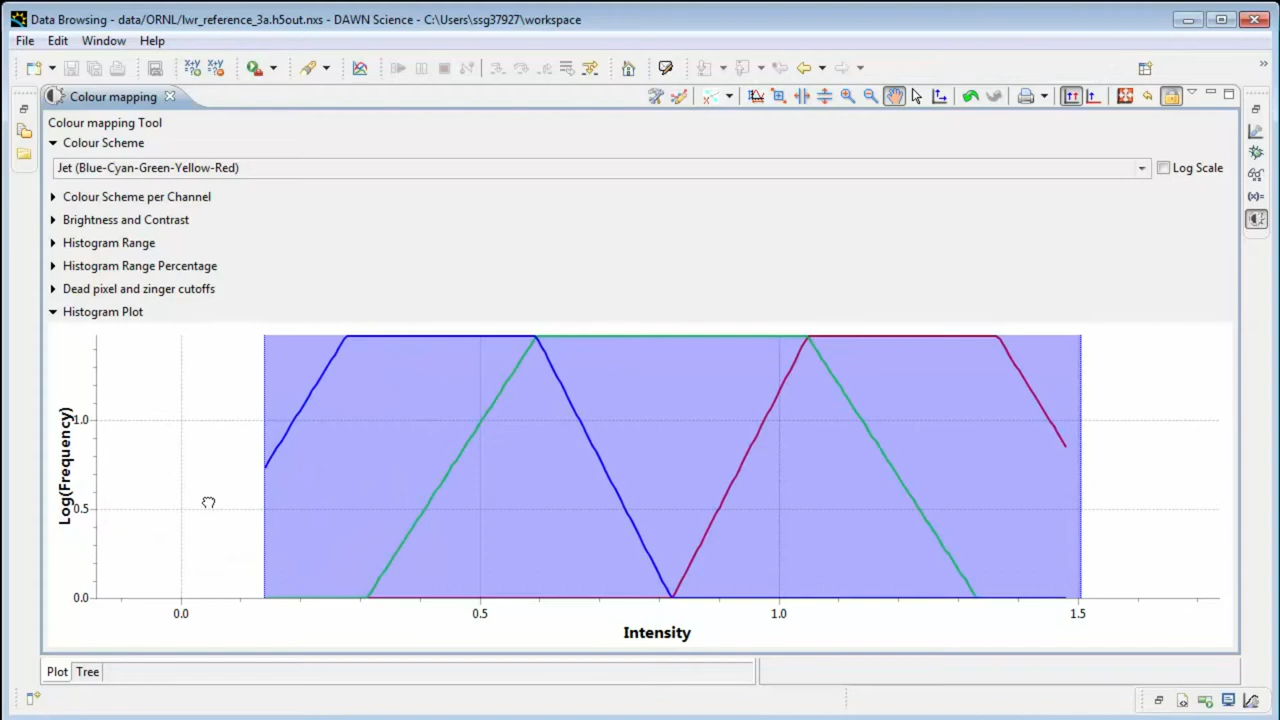 Data Browsing - data/ORNL/lwr_reference_3a.h5out.nxs - DAWN Science - C:\Users\ssg37927\workspace
File Edit Window Help
Colour mapping
Colour mapping Tool
Colour Scheme
Jet (Blue-Cyan-Green-Yellow-Red) Log Scale
Colour Scheme per Channel
Brightness and Contrast
Histogram Range
Histogram Range Percentage
Dead pixel and zinger cutoffs
Histogram Plot
Log(Frequency)
1.0
0.5
0.0
0.0 0.5 1.0 1.5
Intensity
Plot Tree